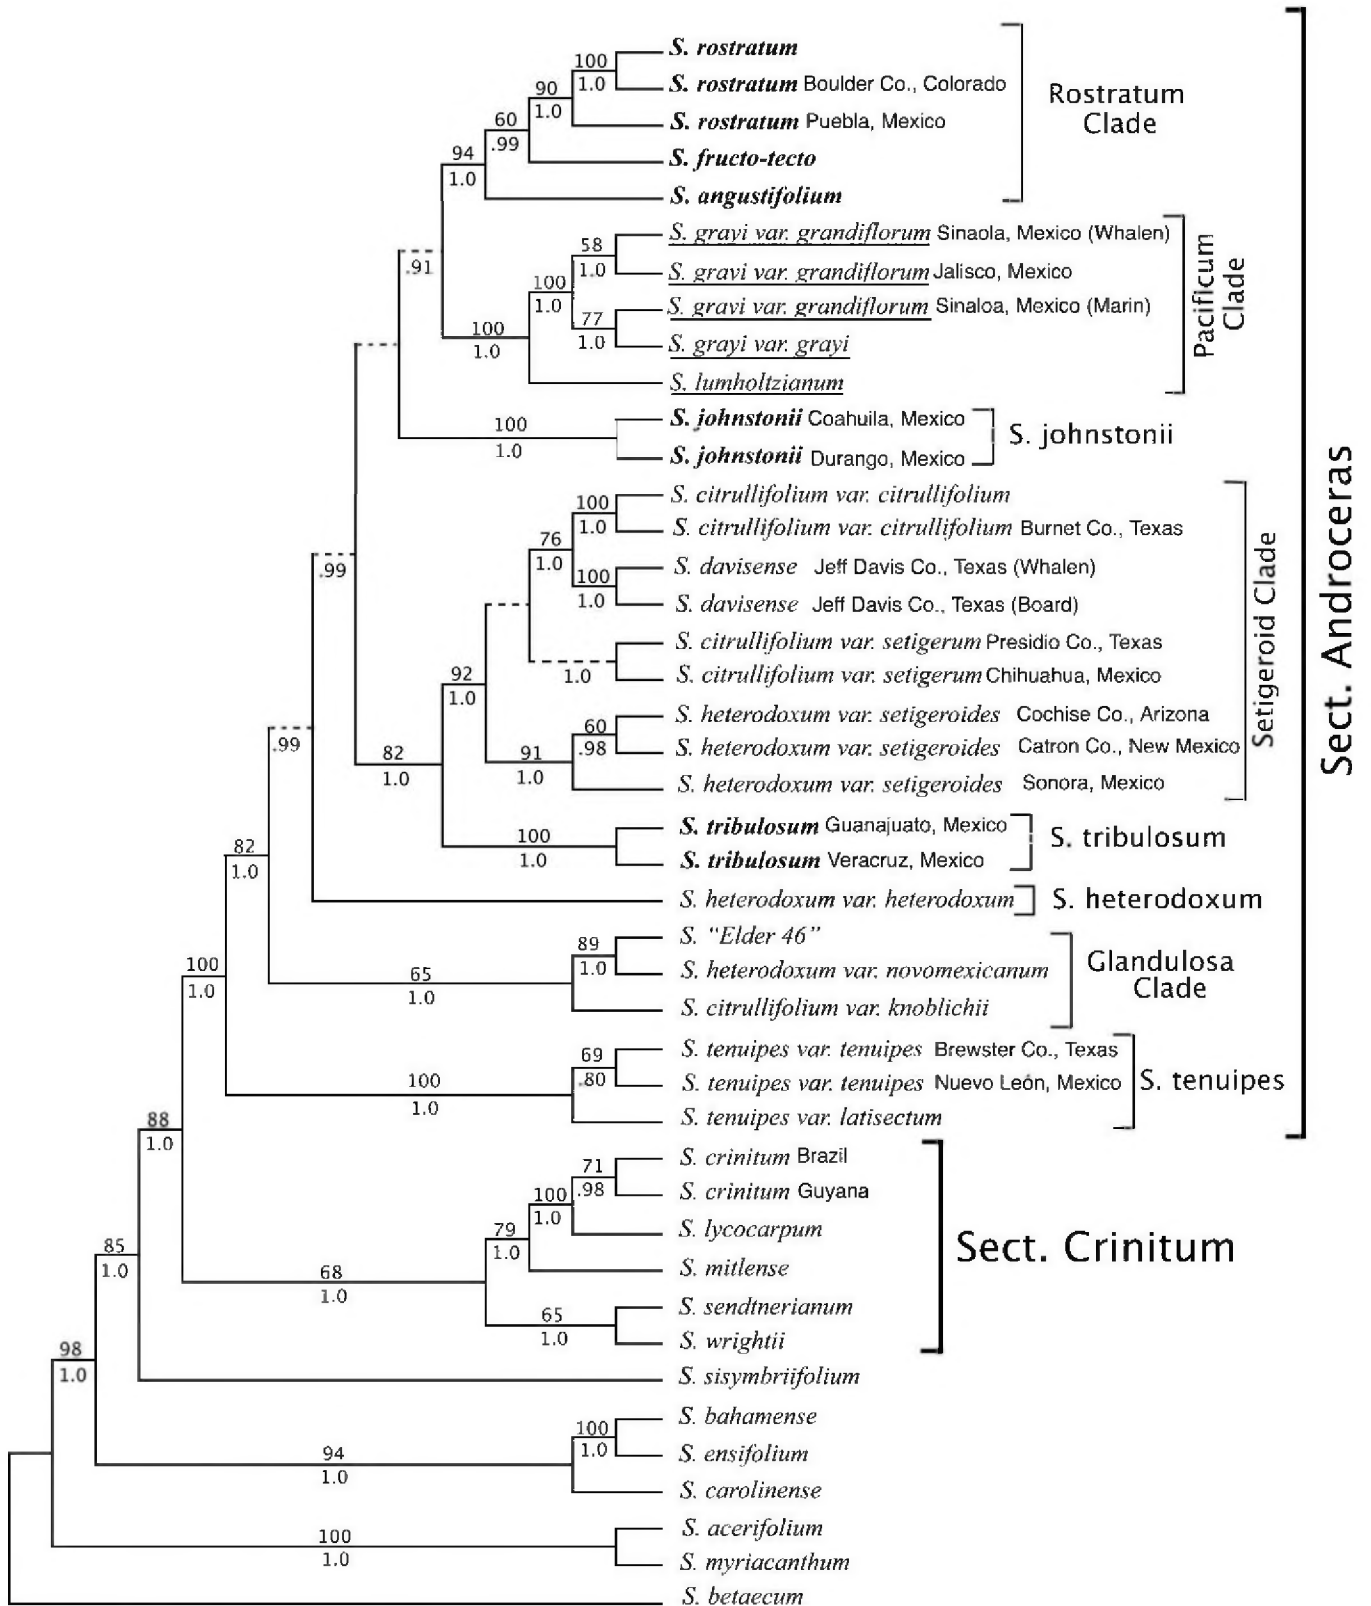 S. rostratum
100
1.0
S. rostratum Boulder Co., Colorado
90
1.0
S. rostratum Puebla, Mexico
60
.99
S. fructo-tecto
94
1.0
S. angustifolium
Rostratum
Clade
S. grayi var. grandiflorum Sinaola, Mexico (Whalen)
58
1.0
S. gravi var. grandiflorum Jalisco, Mexico
.91
100
1.0
S. gravi var. grandiflorum Sinaloa, Mexico (Marin)
77
1.0
S. grayi var. grayi
100
1.0
S. lumholtzianum
Pacificum
Clade
S. johnstonii Coahuila, Mexico
100
1.0
S. johnstonii Durango, Mexico
S. johnstonii
S. citrullifolium var. citrullifolium
100
1.0
S. citrullifolium var. citrullifolium Burnet Co., Texas
76
1.0
S. davisense Jeff Davis Co., Texas (Whalen)
100
1.0
S. davisense Jeff Davis Co., Texas (Board)
.99
S. citrullifolium var. setigerum Presidio Co., Texas
1.0
S. citrullifolium var. setigerum Chihuahua, Mexico
92
1.0
S. heterodoxum var. setigeroides Cochise Co., Arizona
60
.98
S. heterodoxum var. setigeroides Catron Co., New Mexico
91
1.0
S. heterodoxum var. setigeroides Sonora, Mexico
Setigeroid Clade
.99
82
1.0
S. tribulosum Guanajuato, Mexico
100
1.0
S. tribulosum Veracruz, Mexico
S. tribulosum
82
1.0
S. heterodoxum var. heterodoxum
S. heterodoxum
S. "Elder 46"
89
1.0
S. heterodoxum var. novomexicanum
65
1.0
S. citrullifolium var. knoblichii
Glandulosa
Clade
100
1.0
S. tenuipes var. tenuipes Brewster Co., Texas
69
.80
S. tenuipes var. tenuipes Nuevo León, Mexico
100
1.0
S. tenuipes var. latisectum
S. tenuipes
Sect. Androceras
88
1.0
S. crinitum Brazil
71
.98
S. crinitum Guyana
100
1.0
S. lycocarpum
79
1.0
S. mitlense
68
1.0
S. sendtnerianum
65
1.0
S. wrightii
Sect. Crinitum
85
1.0
S. sisymbriifolium
98
1.0
S. bahamense
100
1.0
S. ensifolium
94
1.0
S. carolinense
S. acerifolium
100
1.0
S. myriacanthum
S. betaecum